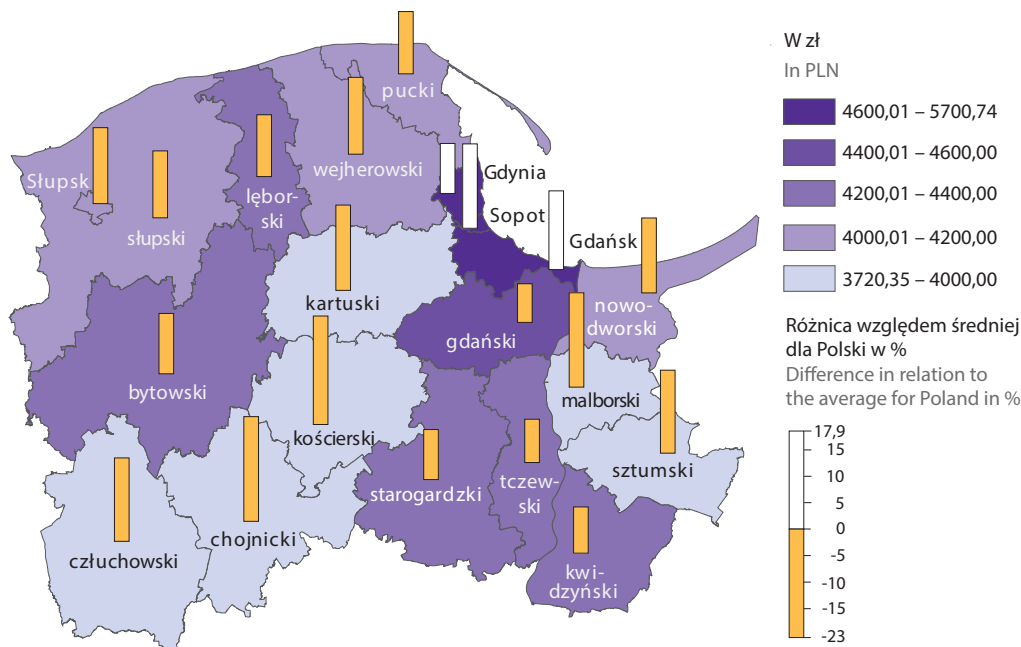 pucki
wejherowski
Słupsk
lębor-
ski
słupski
Gdynia
Sopot
Gdańsk
kartuski
nowo-
dworski
gdański
bytowski
malborski
kościerski
sztumski
starogardzki
tczew-
ski
chojnicki
człuchowski
kwi-
dzyński
W zł
In PLN
4600,01 – 5700,74
4400,01 – 4600,00
4200,01 – 4400,00
4000,01 – 4200,00
3720,35 – 4000,00
Różnica względem średniej
dla Polski w %
Difference in relation to
the average for Poland in %
17,9
15
10
5
0
-5
-10
-15
-23